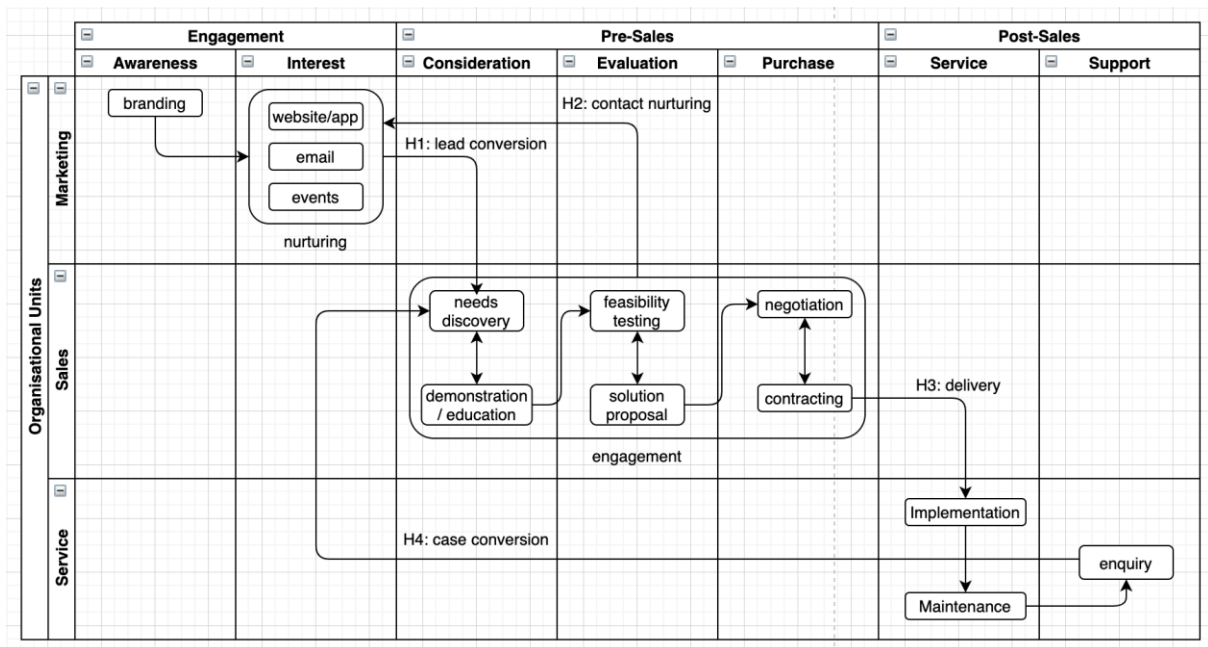 Engagement
Pre-Sales
Post-Sales
Awareness
Interest
Consideration
Evaluation
Purchase
Service
Support
Organisational Units
Marketing
branding
website/app
email
events
nurturing
H1: lead conversion
H2: contact nurturing
Sales
needs
discovery
demonstration
/ education
feasibility
testing
solution
proposal
negotiation
contracting
engagement
H3: delivery
Service
H4: case conversion
Implementation
Maintenance
enquiry